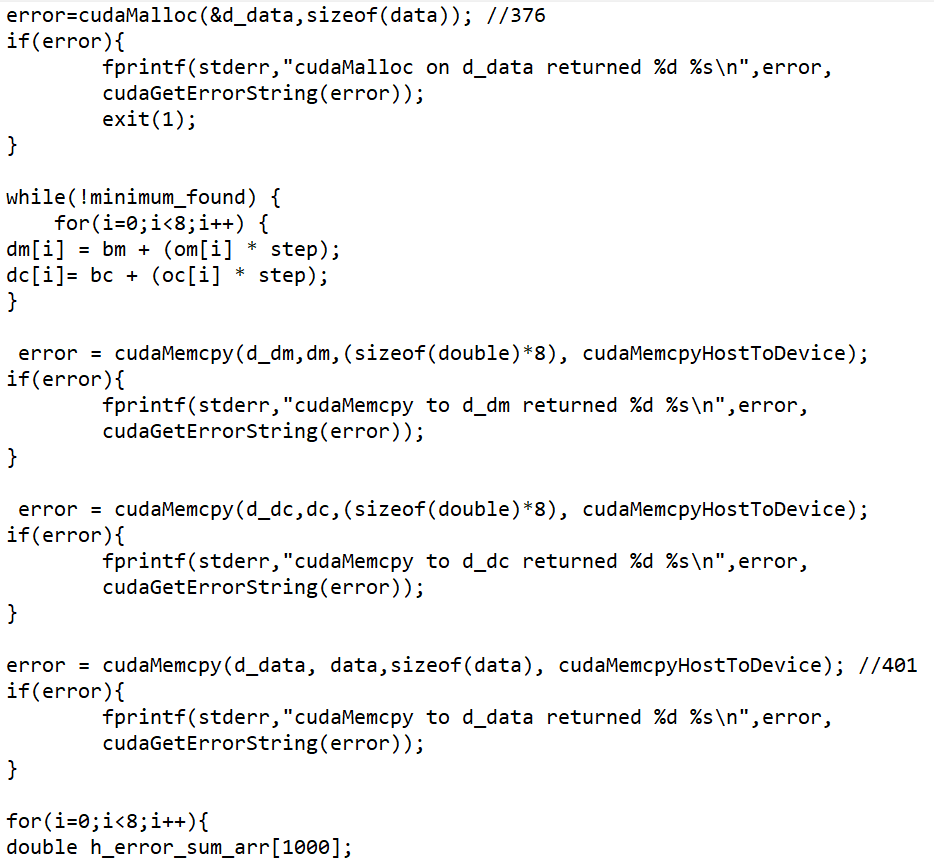 error=cudaMalloc(&d_data,sizeof(data)); //376
if(error){
        fprintf(stderr,"cudaMalloc on d_data returned %d %s\n",error,
        cudaGetErrorString(error));
        exit(1);
}

while(!minimum_found) {
    for(i=0;i<8;i++) {
dm[i] = bm + (om[i] * step);
dc[i]= bc + (oc[i] * step);
}

 error = cudaMemcpy(d_dm,dm,(sizeof(double)*8), cudaMemcpyHostToDevice);
if(error){
        fprintf(stderr,"cudaMemcpy to d_dm returned %d %s\n",error,
        cudaGetErrorString(error));
}

 error = cudaMemcpy(d_dc,dc,(sizeof(double)*8), cudaMemcpyHostToDevice);
if(error){
        fprintf(stderr,"cudaMemcpy to d_dc returned %d %s\n",error,
        cudaGetErrorString(error));
}

error = cudaMemcpy(d_data, data,sizeof(data), cudaMemcpyHostToDevice); //401
if(error){
        fprintf(stderr,"cudaMemcpy to d_data returned %d %s\n",error,
        cudaGetErrorString(error));
}

for(i=0;i<8;i++){
double h_error_sum_arr[1000];